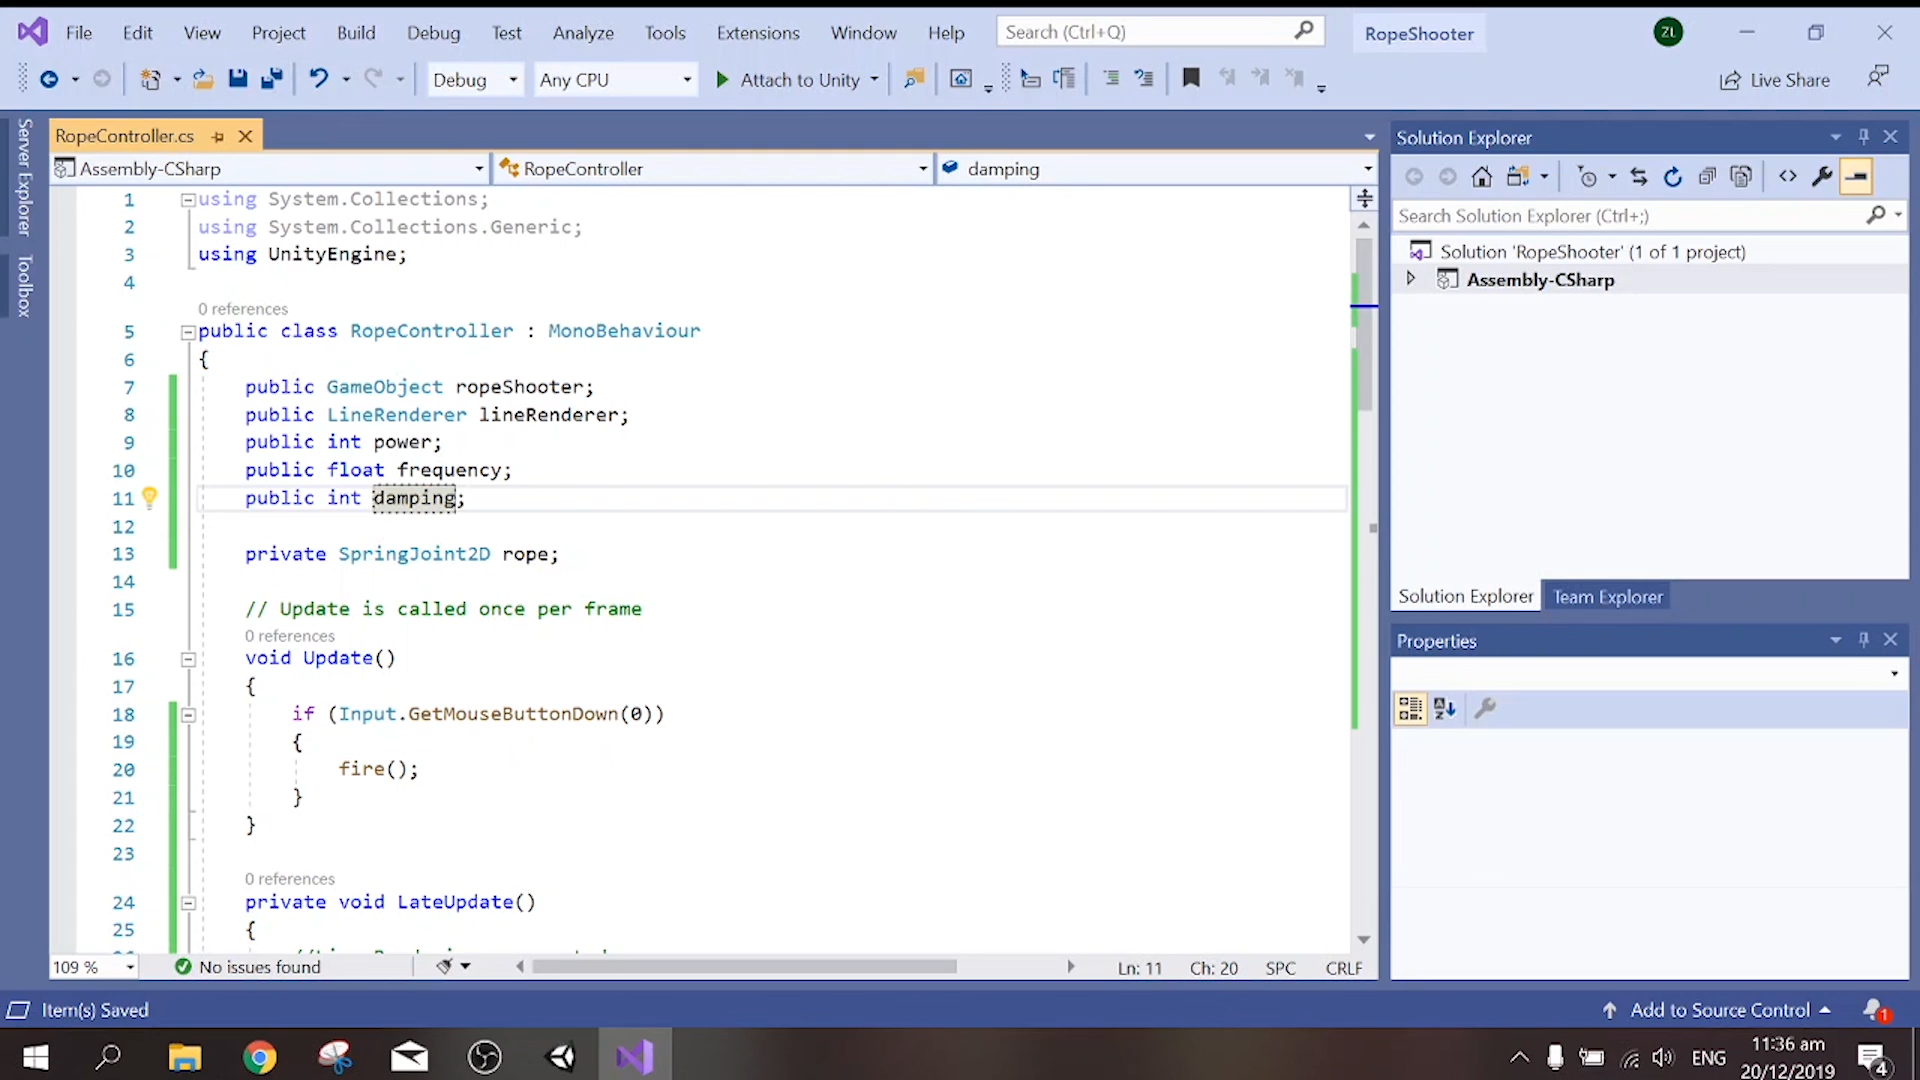 File Edit View Project Build Debug Test Analyze Tools Extensions Window Help Search (Ctrl+Q) RopeShooter ZL
Debug Any CPU Attach to Unity Live Share
Server Explorer
Toolbox
RopeController.cs
Assembly-CSharp RopeController damping
1 using System.Collections;
2 using System.Collections.Generic;
3 using UnityEngine;
4
0 references
5 public class RopeController : MonoBehaviour
6 {
7 public GameObject ropeShooter;
8 public LineRenderer lineRenderer;
9 public int power;
10 public float frequency;
11 public int damping;
12
13 private SpringJoint2D rope;
14
15 // Update is called once per frame
0 references
16 void Update()
17 {
18 if (Input.GetMouseButtonDown(0))
19 {
20 fire();
21 }
22 }
23
0 references
24 private void LateUpdate()
25 {
109 % No issues found Ln: 11 Ch: 20 SPC CRLF
Solution Explorer
Search Solution Explorer (Ctrl+;)
Solution 'RopeShooter' (1 of 1 project)
Assembly-CSharp
Solution Explorer Team Explorer
Properties
Item(s) Saved Add to Source Control 1
ENG 11:36 am
20/12/2019 4